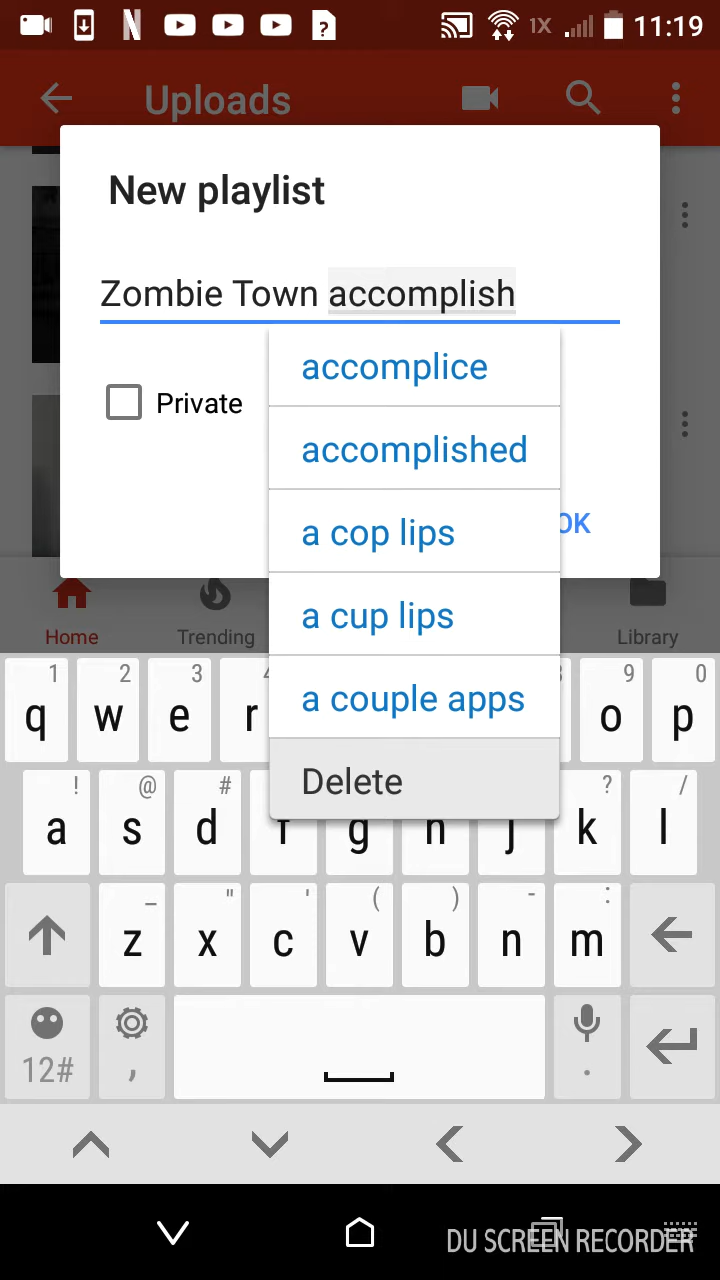 1X 11:19
Uploads
New playlist
Zombie Town accomplish
accomplice
Private
accomplished
a cop lips
OK
a cup lips
Home Trending Library
a couple apps
Delete
1 2 3 9 0
q w e r o p
! @ # ? /
a s d f g h j k l
_ " ' ( ) - :
z x c v b n m
12# , .
DU SCREEN RECORDER